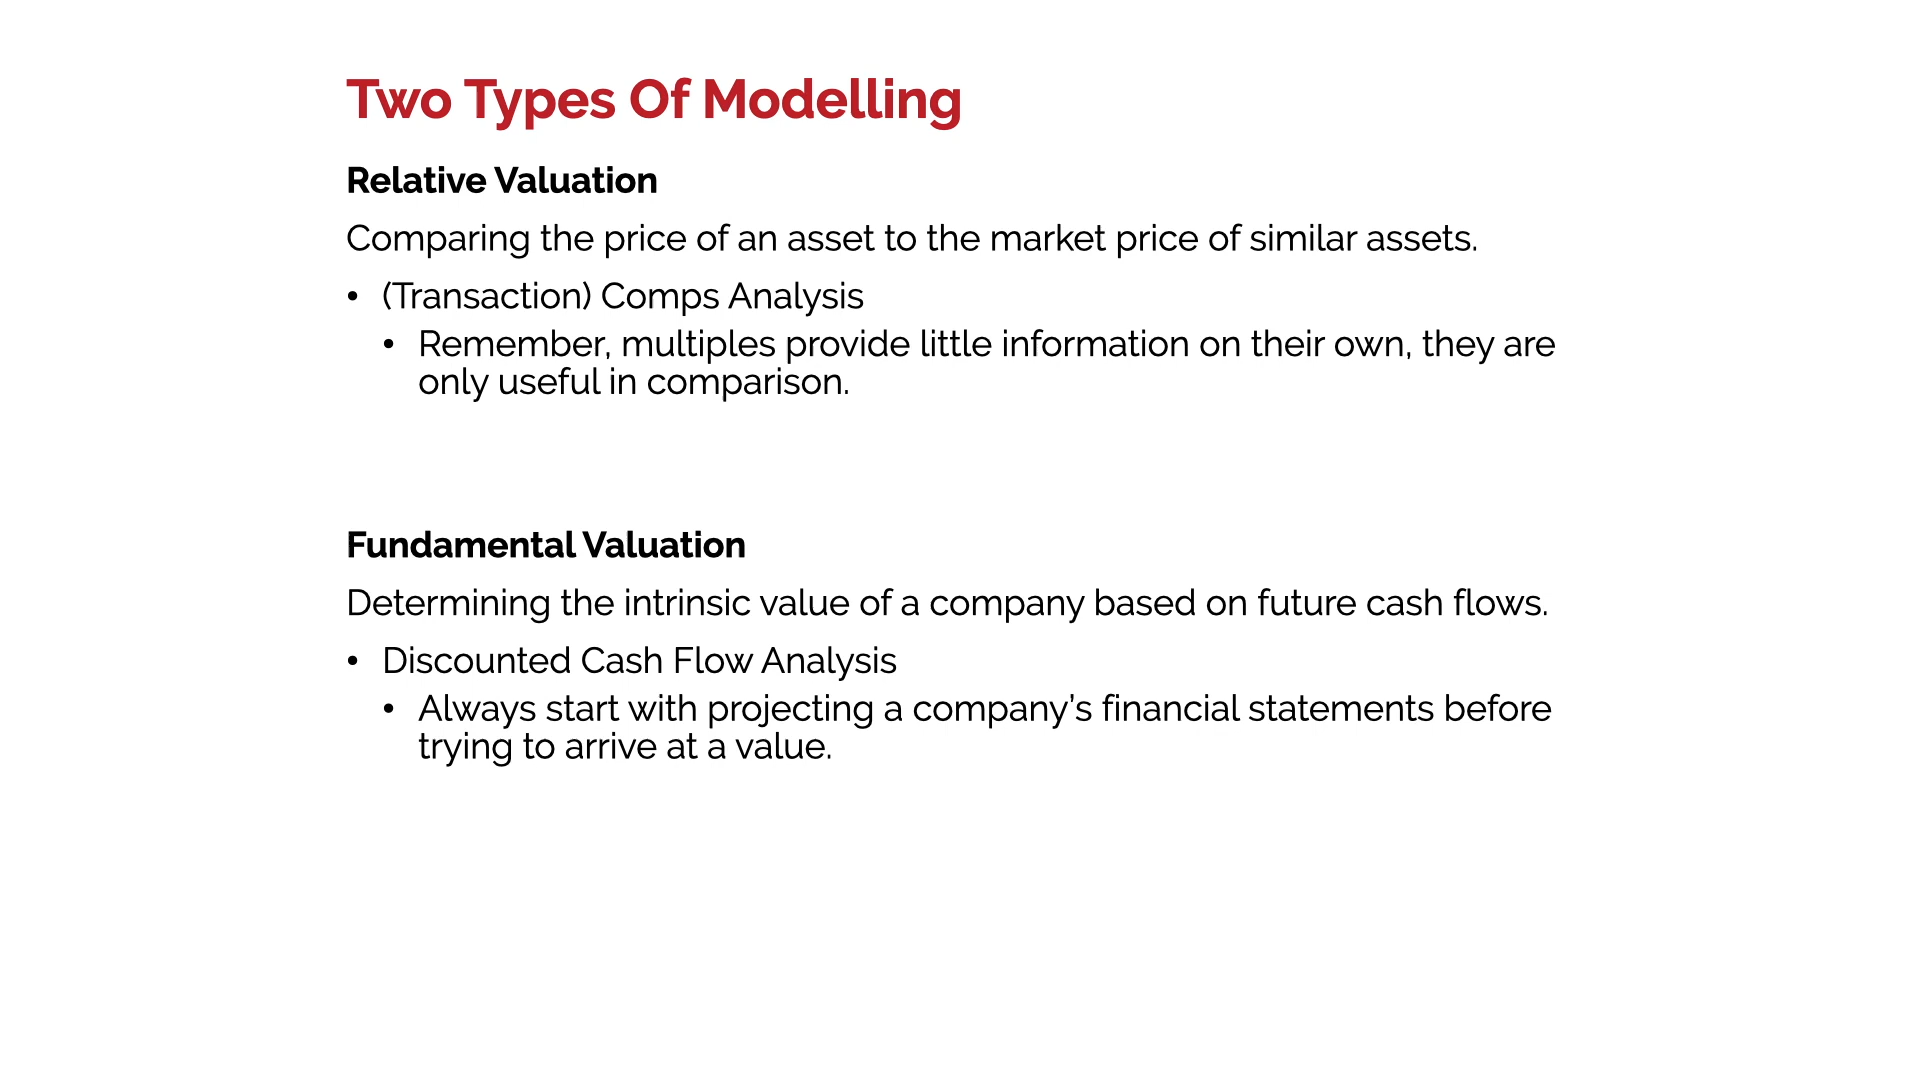 Two Types Of Modelling
Relative Valuation
Comparing the price of an asset to the market price of similar assets.
• (Transaction) Comps Analysis
• Remember, multiples provide little information on their own, they are
only useful in comparison.
Fundamental Valuation
Determining the intrinsic value of a company based on future cash flows.
• Discounted Cash Flow Analysis
• Always start with projecting a company’s financial statements before
trying to arrive at a value.